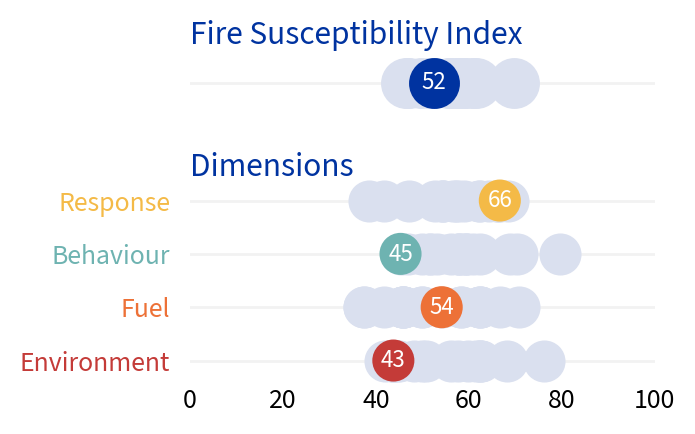 Fire Susceptibility Index
52
Dimensions
Response 66
Behaviour 45
Fuel 54
Environment 43
0 20 40 60 80 100